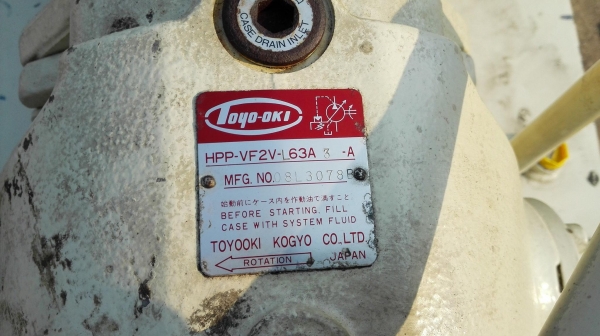 CASE DRAIN INLET
TOYO-OKI
HPP-VF2V-L63A 3 -A
MFG. NO. 08L3078
始動前にケース内を作動油で満すこと
BEFORE STARTING, FILL
CASE WITH SYSTEM FLUID
TOYOOKI KOGYO CO.,LTD.
ROTATION JAPAN